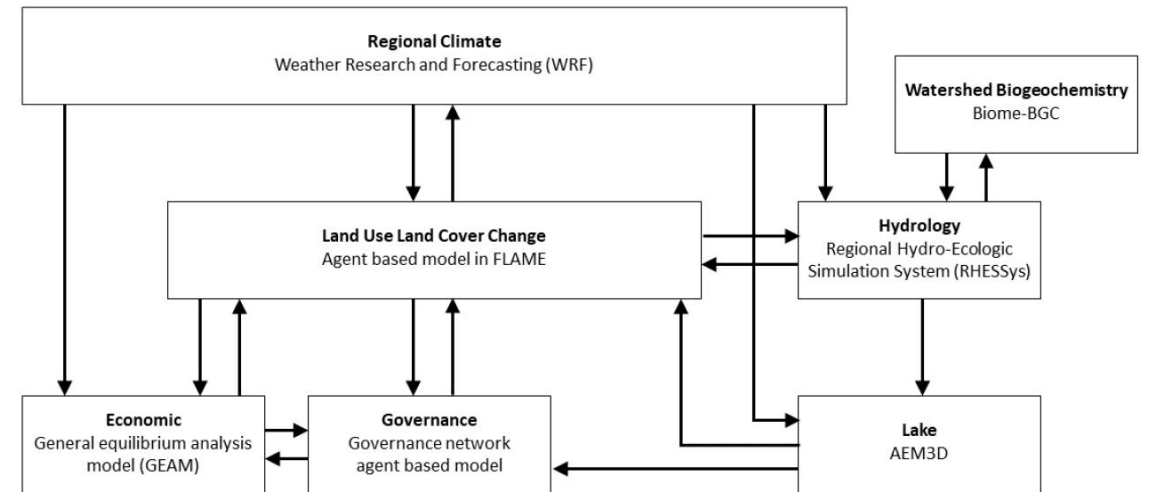 Regional Climate
Weather Research and Forecasting (WRF)
Watershed Biogeochemistry
Biome-BGC
Land Use Land Cover Change
Agent based model in FLAME
Hydrology
Regional Hydro-Ecologic
Simulation System (RHESSys)
Economic
General equilibrium analysis
model (GEAM)
Governance
Governance network
agent based model
Lake
AEM3D